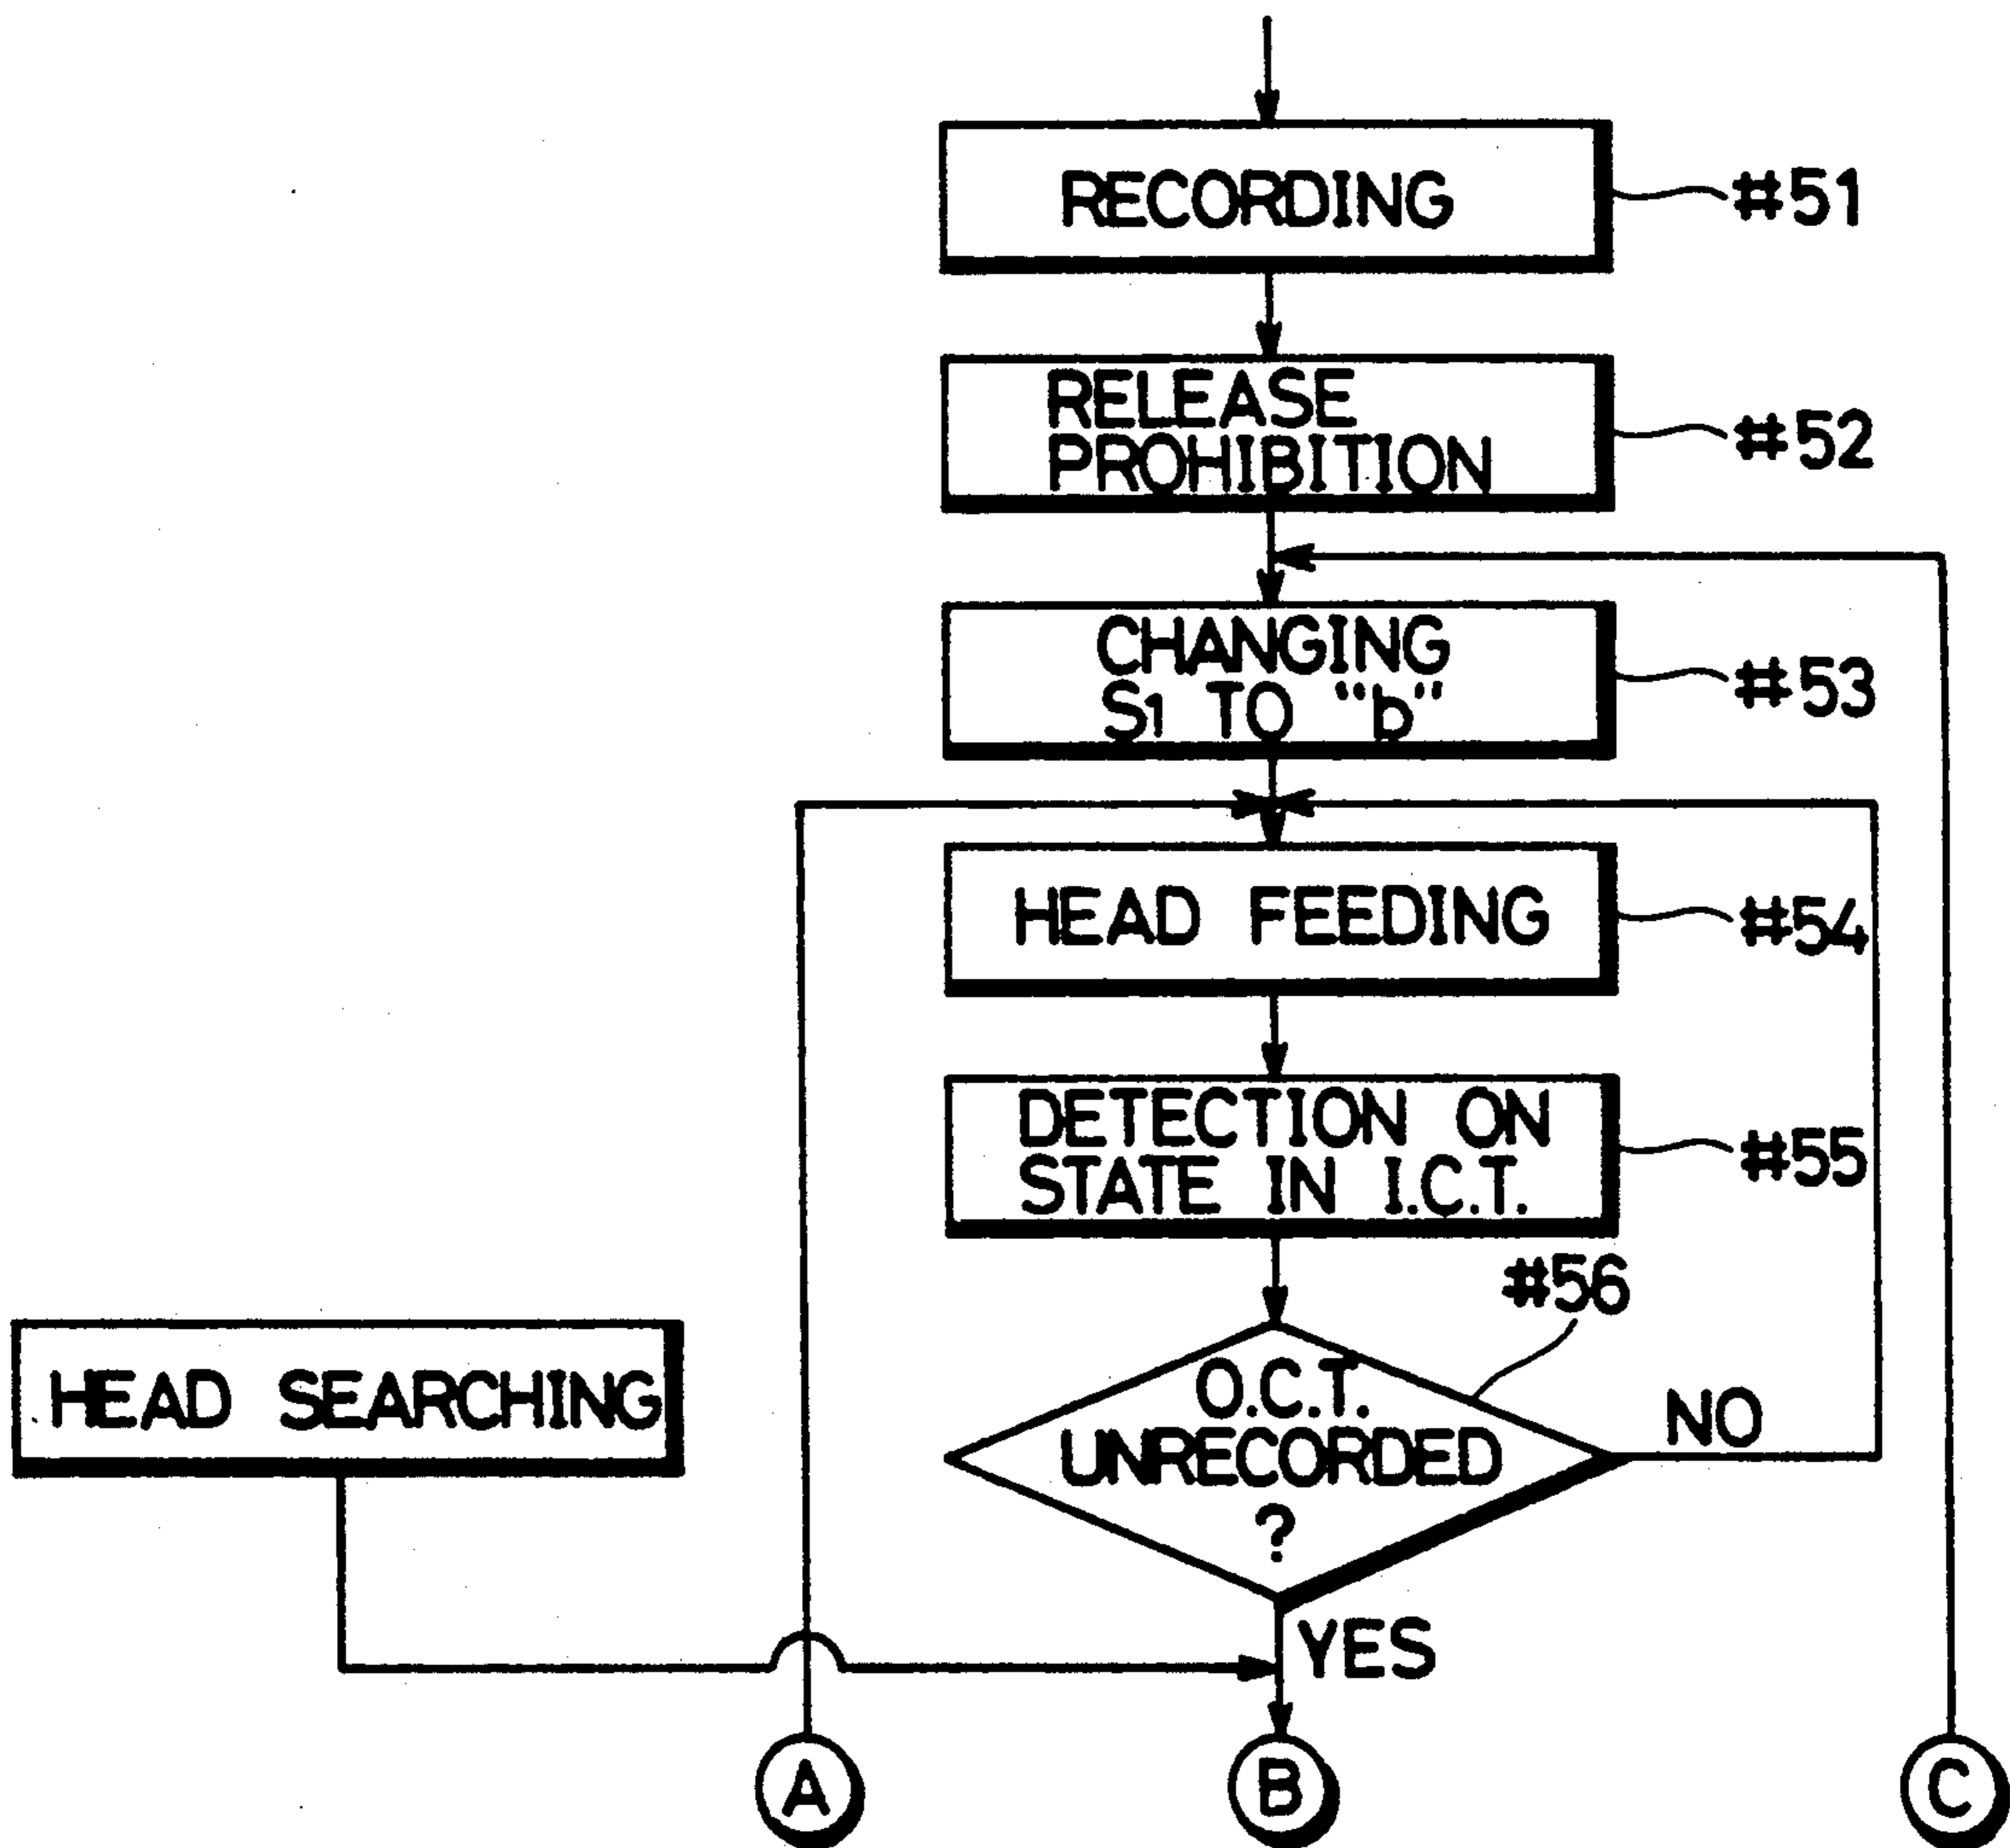 RECORDING
#51
RELEASE
PROHIBITION
#52
CHANGING
S1 TO "b"
#53
HEAD FEEDING
#54
DETECTION ON
STATE IN I.C.T.
#55
#56
HEAD SEARCHING
O.C.T.
UNRECORDED
?
NO
YES
A
B
C